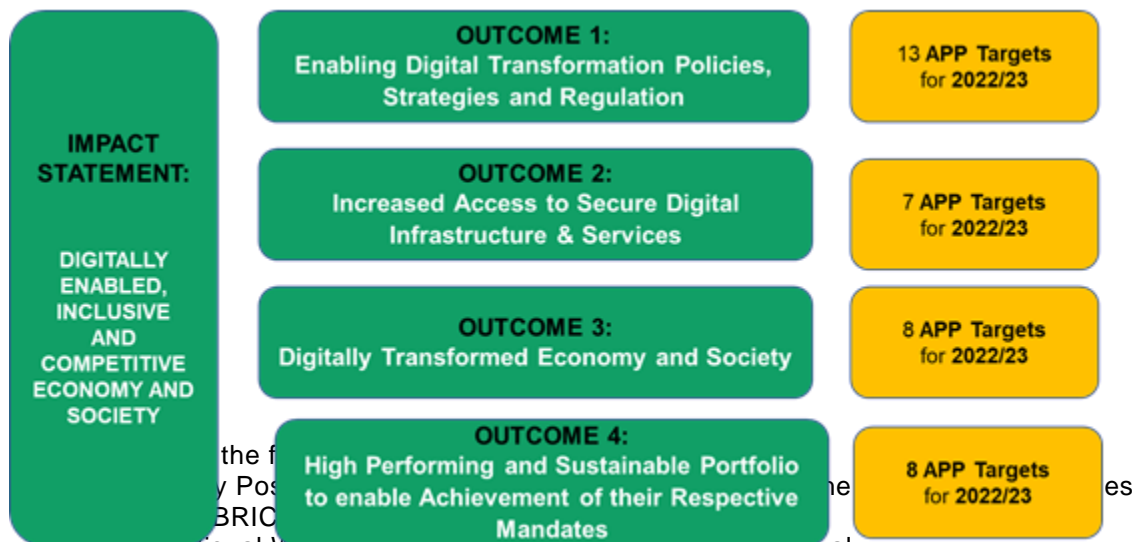 IMPACT
STATEMENT:
DIGITALLY
ENABLED,
INCLUSIVE
AND
COMPETITIVE
ECONOMY AND
SOCIETY
OUTCOME 1:
Enabling Digital Transformation Policies,
Strategies and Regulation
13 APP Targets
for 2022/23
OUTCOME 2:
Increased Access to Secure Digital
Infrastructure & Services
7 APP Targets
for 2022/23
OUTCOME 3:
Digitally Transformed Economy and Society
8 APP Targets
for 2022/23
OUTCOME 4:
High Performing and Sustainable Portfolio
to enable Achievement of their Respective
Mandates
8 APP Targets
for 2022/23
the